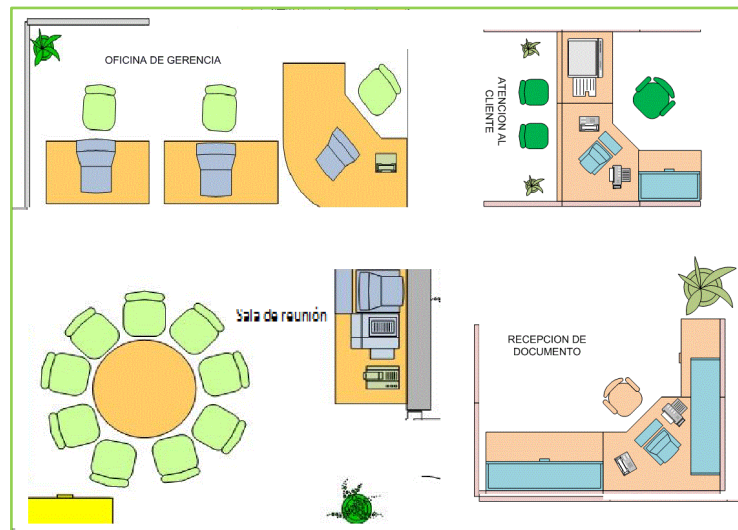 OFICINA DE GERENCIA
ATENCION AL
CLIENTE
Sala de reunión
RECEPCION DE
DOCUMENTO